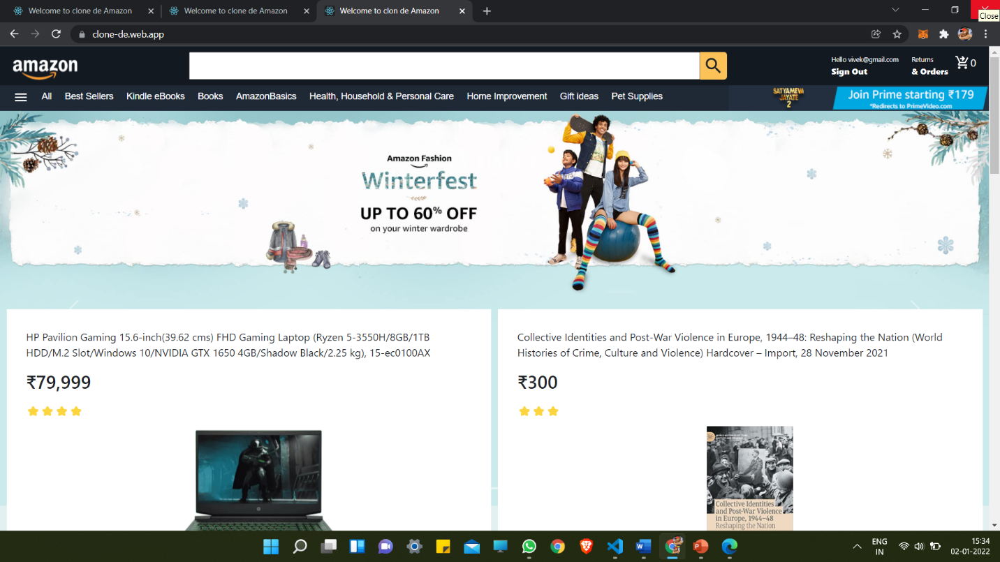 Welcome to clone de Amazon
Welcome to clone de Amazon
Welcome to clon de Amazon
Close
clone-de.web.app
amazon
Hello vivek@gmail.com
Sign Out
Returns
& Orders
0
All Best Sellers Kindle eBooks Books AmazonBasics Health, Household & Personal Care Home Improvement Gift ideas Pet Supplies
SATYAMEVA
JAYATE
2
Join Prime starting ₹179
*Redirects to PrimeVideo.com
Amazon Fashion
Winterfest
UP TO 60% OFF
on your winter wardrobe
HP Pavilion Gaming 15.6-inch(39.62 cms) FHD Gaming Laptop (Ryzen 5-3550H/8GB/1TB
HDD/M.2 Slot/Windows 10/NVIDIA GTX 1650 4GB/Shadow Black/2.25 kg), 15-ec0100AX
₹79,999
Collective Identities and Post-War Violence in Europe, 1944–48: Reshaping the Nation (World
Histories of Crime, Culture and Violence) Hardcover – Import, 28 November 2021
₹300
Collective Identities
and Post-War Violence
in Europe, 1944–48
Reshaping the Nation
ENG
IN
15:34
02-01-2022